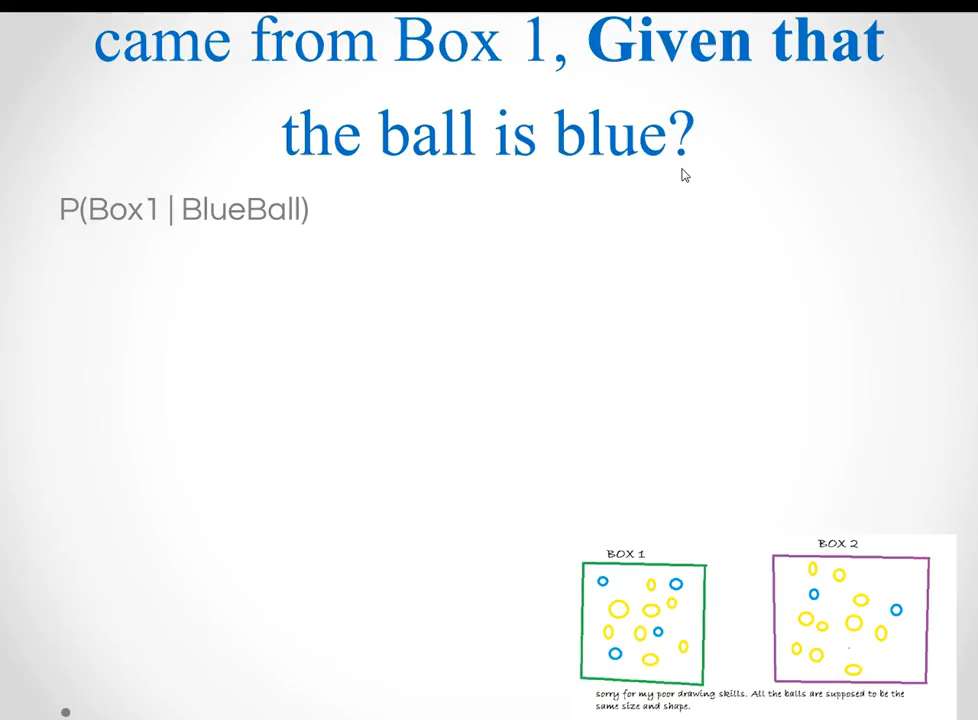 came from Box 1, Given that
the ball is blue?
P(Box1 | BlueBall)
BOX 1
BOX 2
sorry for my poor drawing skills. All the balls are supposed to be the
same size and shape.